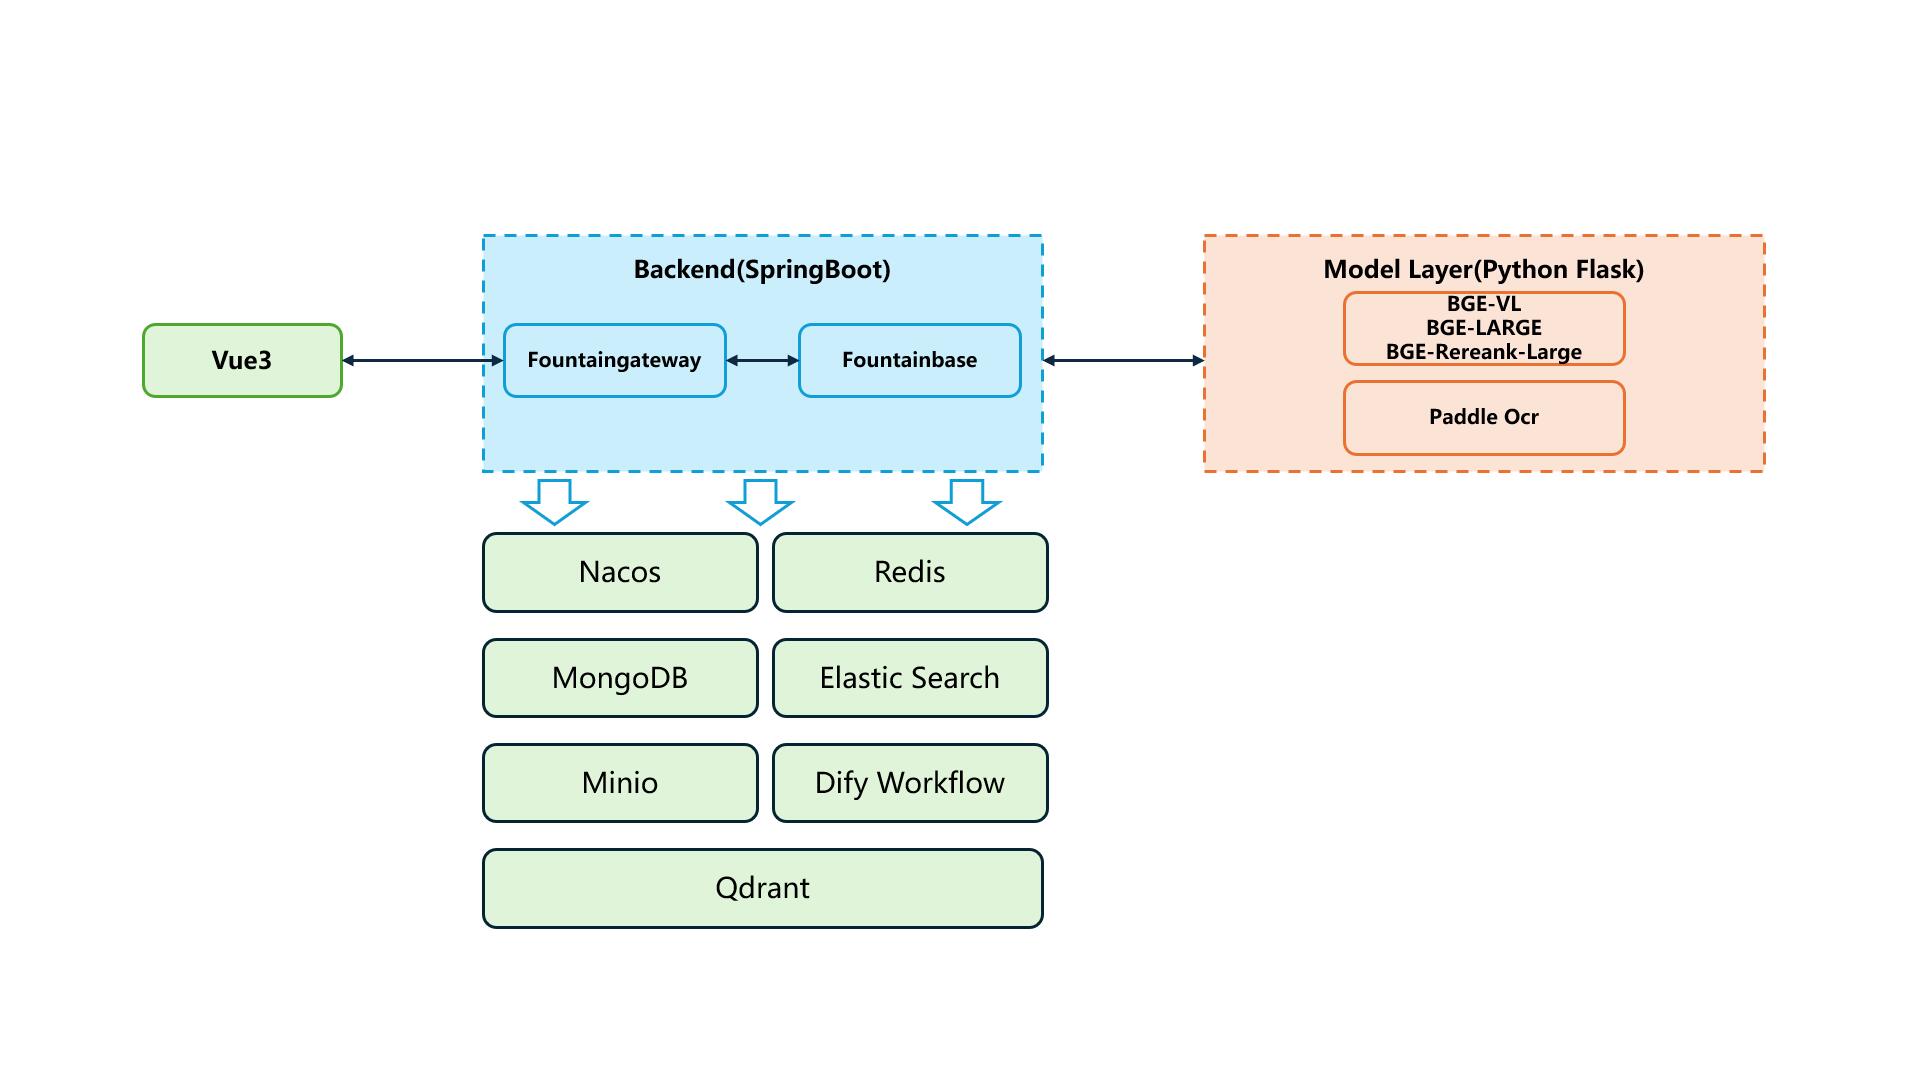 Vue3
Backend(SpringBoot)
Fountaingateway
Fountainbase
Model Layer(Python Flask)
BGE-VL
BGE-LARGE
BGE-Rereank-Large
Paddle Ocr
Nacos
Redis
MongoDB
Elastic Search
Minio
Dify Workflow
Qdrant